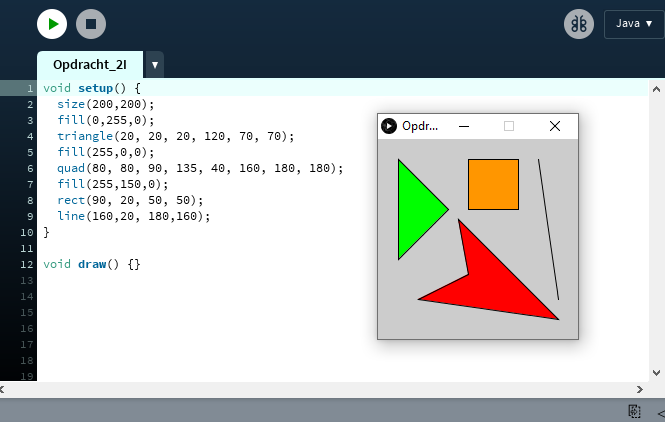 Java ▼
Opdracht_2I ▼
1 void setup() {
2 size(200,200);
3 fill(0,255,0);
4 triangle(20, 20, 20, 120, 70, 70);
5 fill(255,0,0);
6 quad(80, 80, 90, 135, 40, 160, 180, 180);
7 fill(255,150,0);
8 rect(90, 20, 50, 50);
9 line(160,20, 180,160);
10 }
11
12 void draw() {}
13
14
15
16
17
18
19
Opdr...